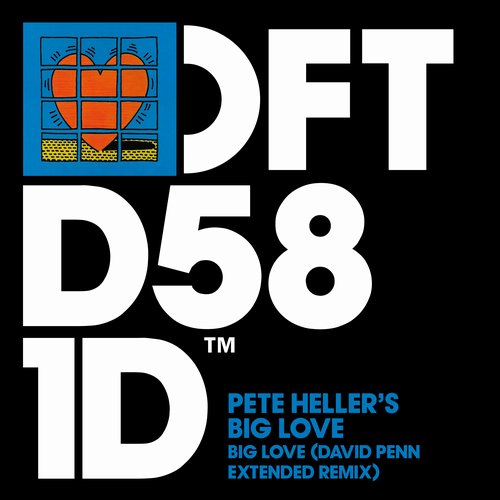 DFT
D58
1D™
PETE HELLER'S
BIG LOVE
BIG LOVE (DAVID PENN
EXTENDED REMIX)